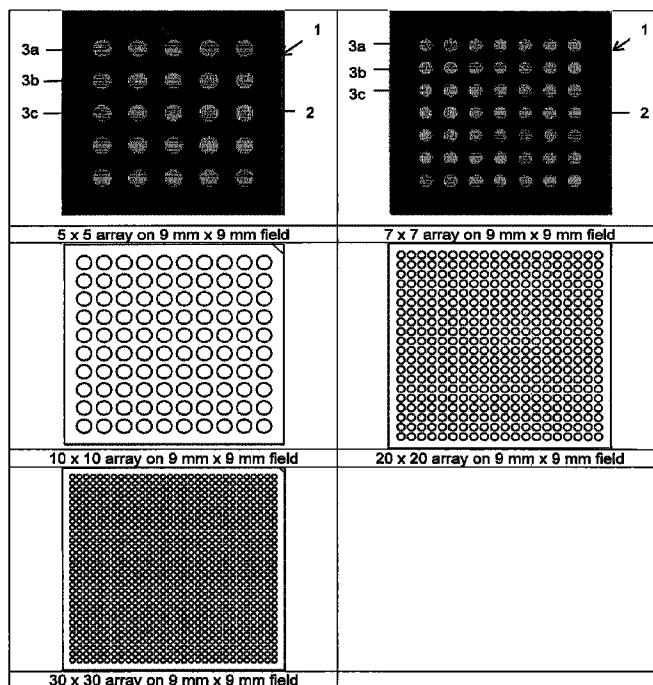 3a
3b
3c
1
2
5 x 5 array on 9 mm x 9 mm field
3a
3b
3c
1
2
7 x 7 array on 9 mm x 9 mm field
10 x 10 array on 9 mm x 9 mm field
20 x 20 array on 9 mm x 9 mm field
30 x 30 array on 9 mm x 9 mm field